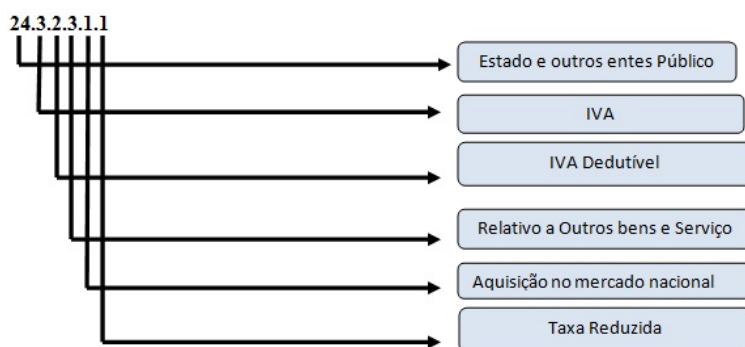 24.3.2.3.1.1
Estado e outros entes Público
IVA
IVA Dedutível
Relativo a Outros bens e Serviço
Aquisição no mercado nacional
Taxa Reduzida